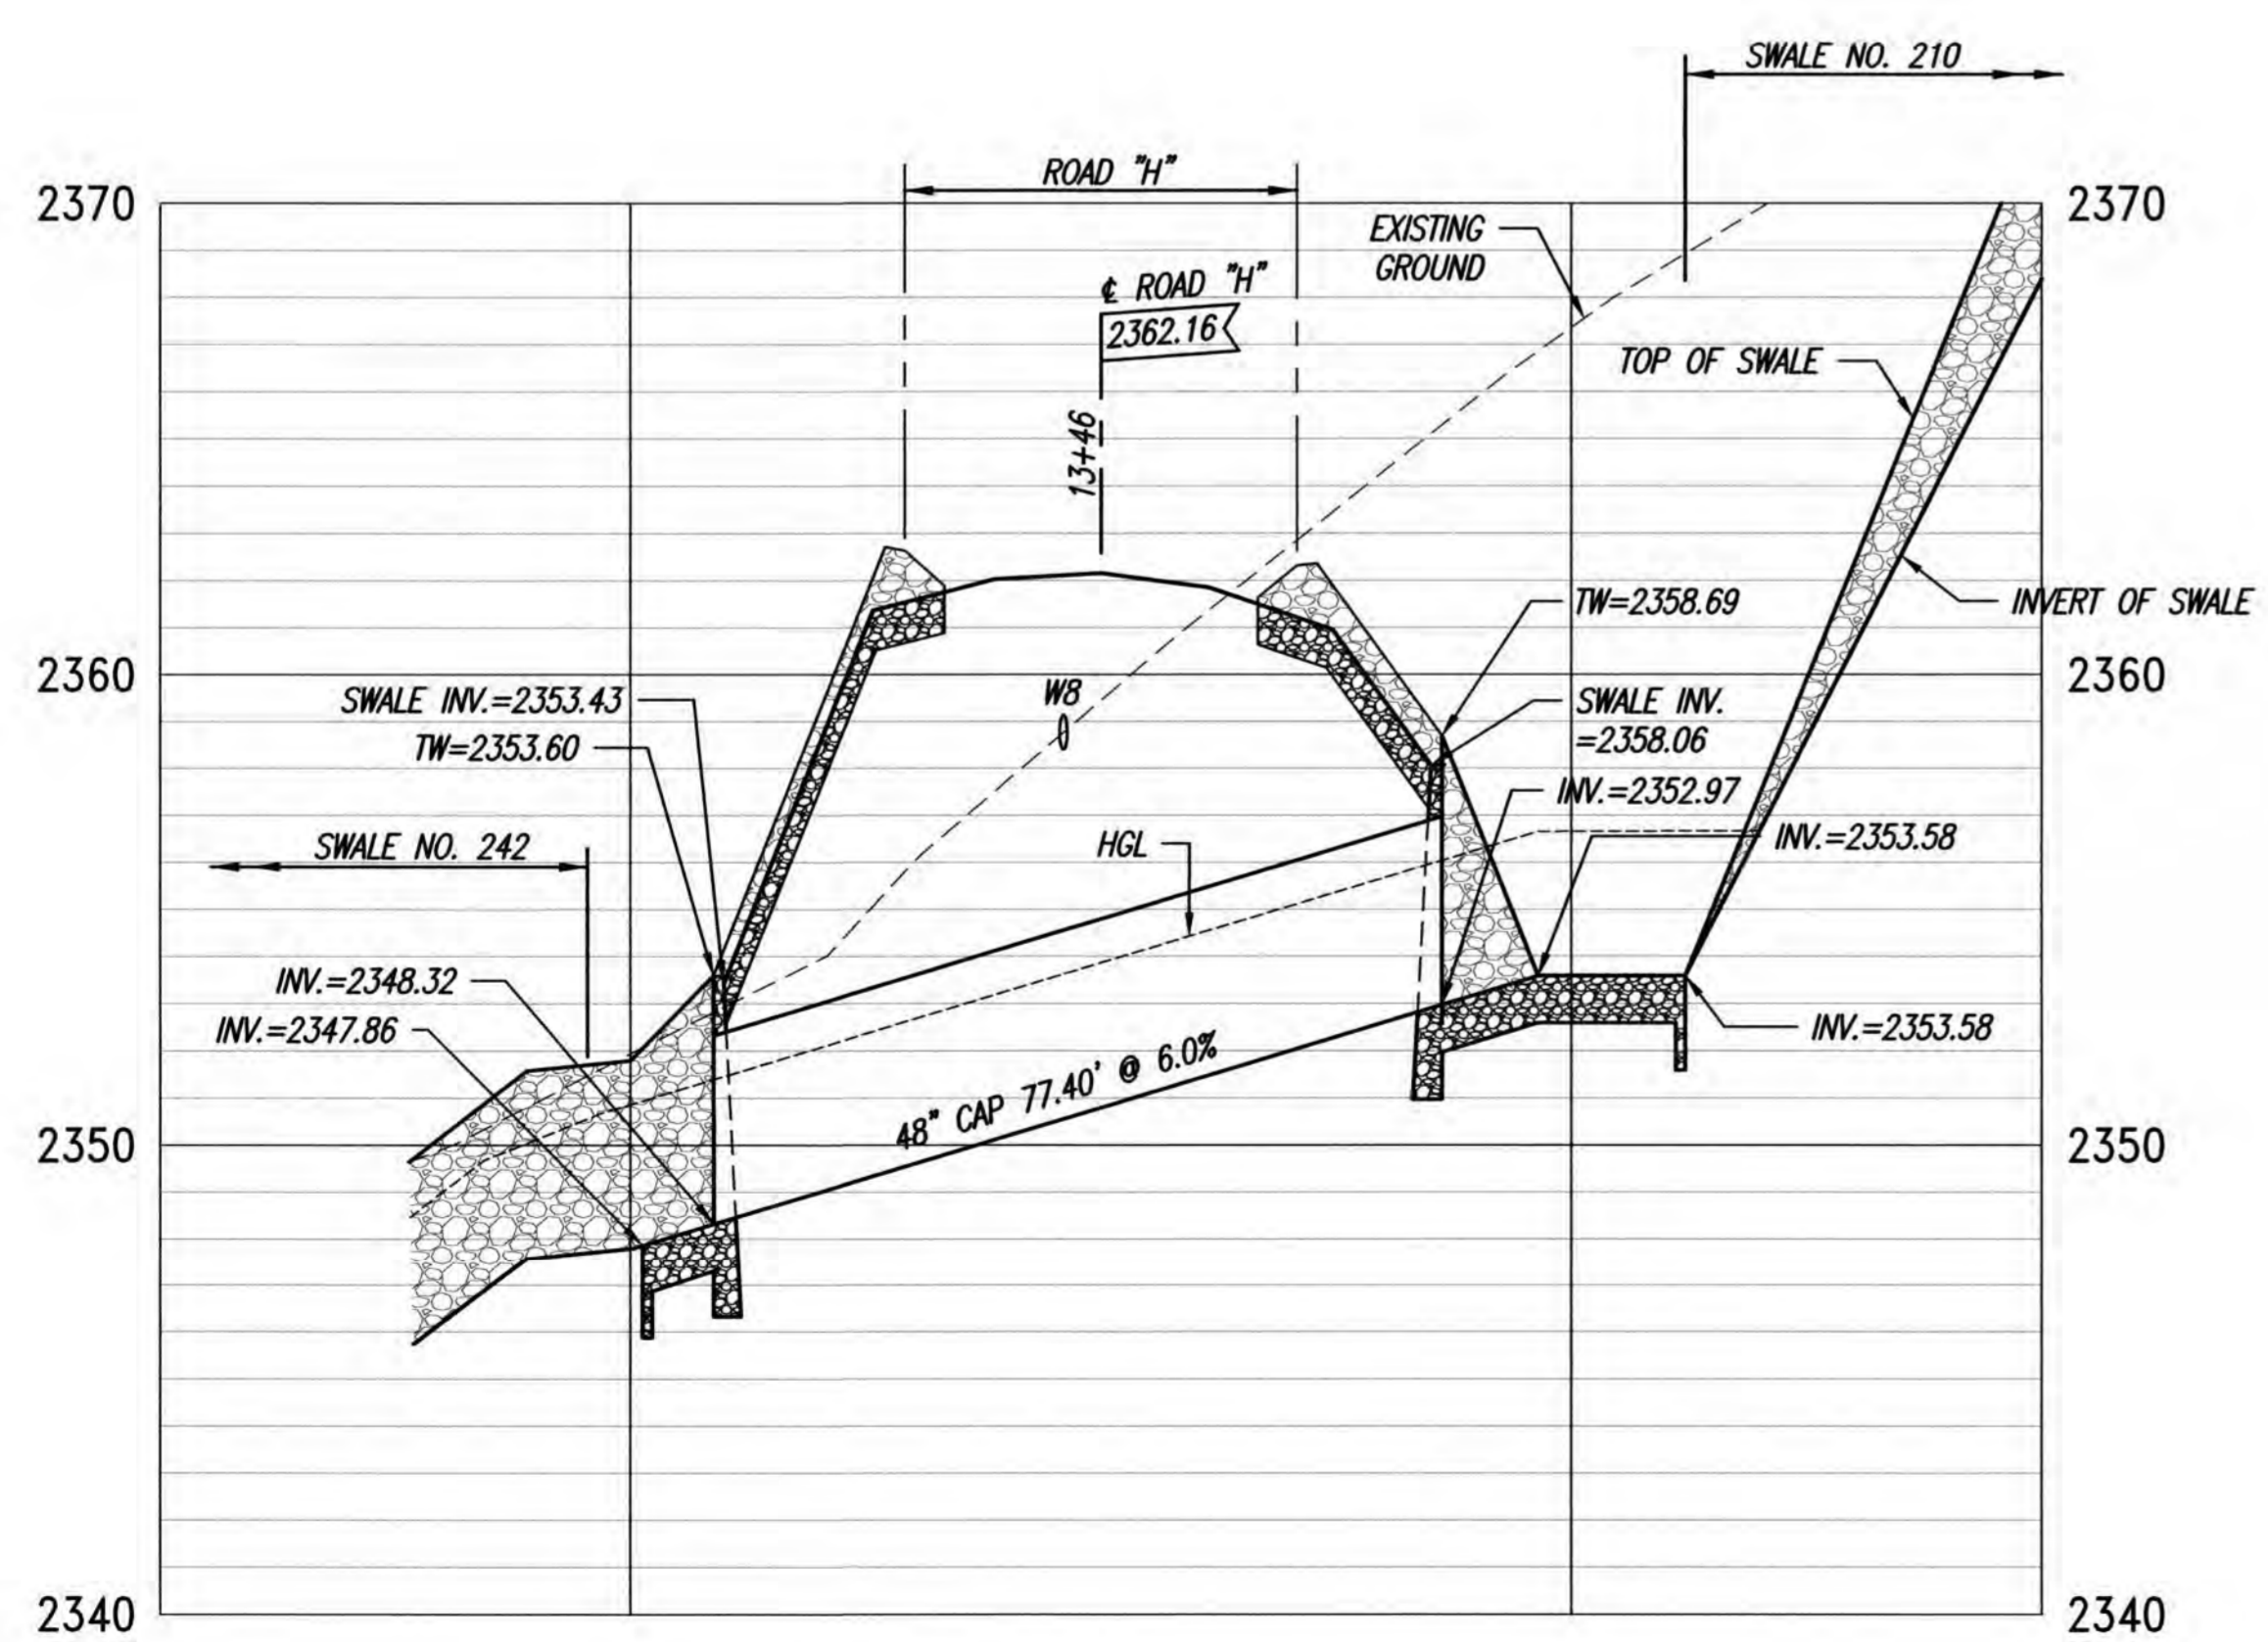 SWALE NO. 210
ROAD "H"
2370
2370
EXISTING
GROUND
℄ ROAD "H"
2362.16
TOP OF SWALE
13+46
TW=2358.69
INVERT OF SWALE
2360
2360
SWALE INV.=2353.43
TW=2353.60
W8
SWALE INV.
=2358.06
INV.=2352.97
SWALE NO. 242
HGL
INV.=2353.58
INV.=2348.32
INV.=2347.86
INV.=2353.58
48" CAP 77.40' @ 6.0%
2350
2350
2340
2340